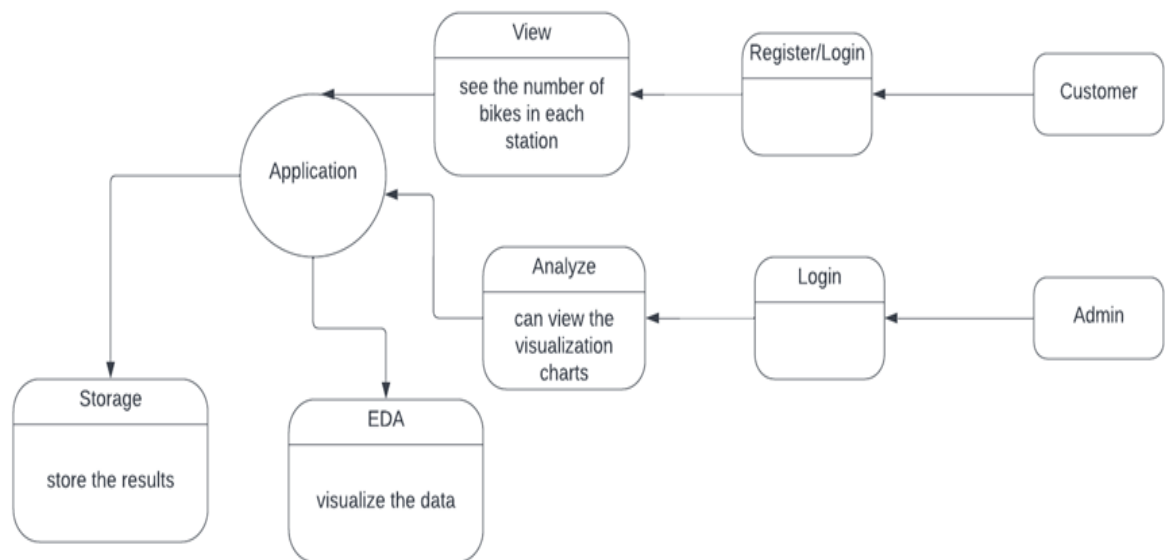 View
see the number of
bikes in each
station
Register/Login
Customer
Application
Analyze
can view the
visualization
charts
Login
Admin
Storage
store the results
EDA
visualize the data